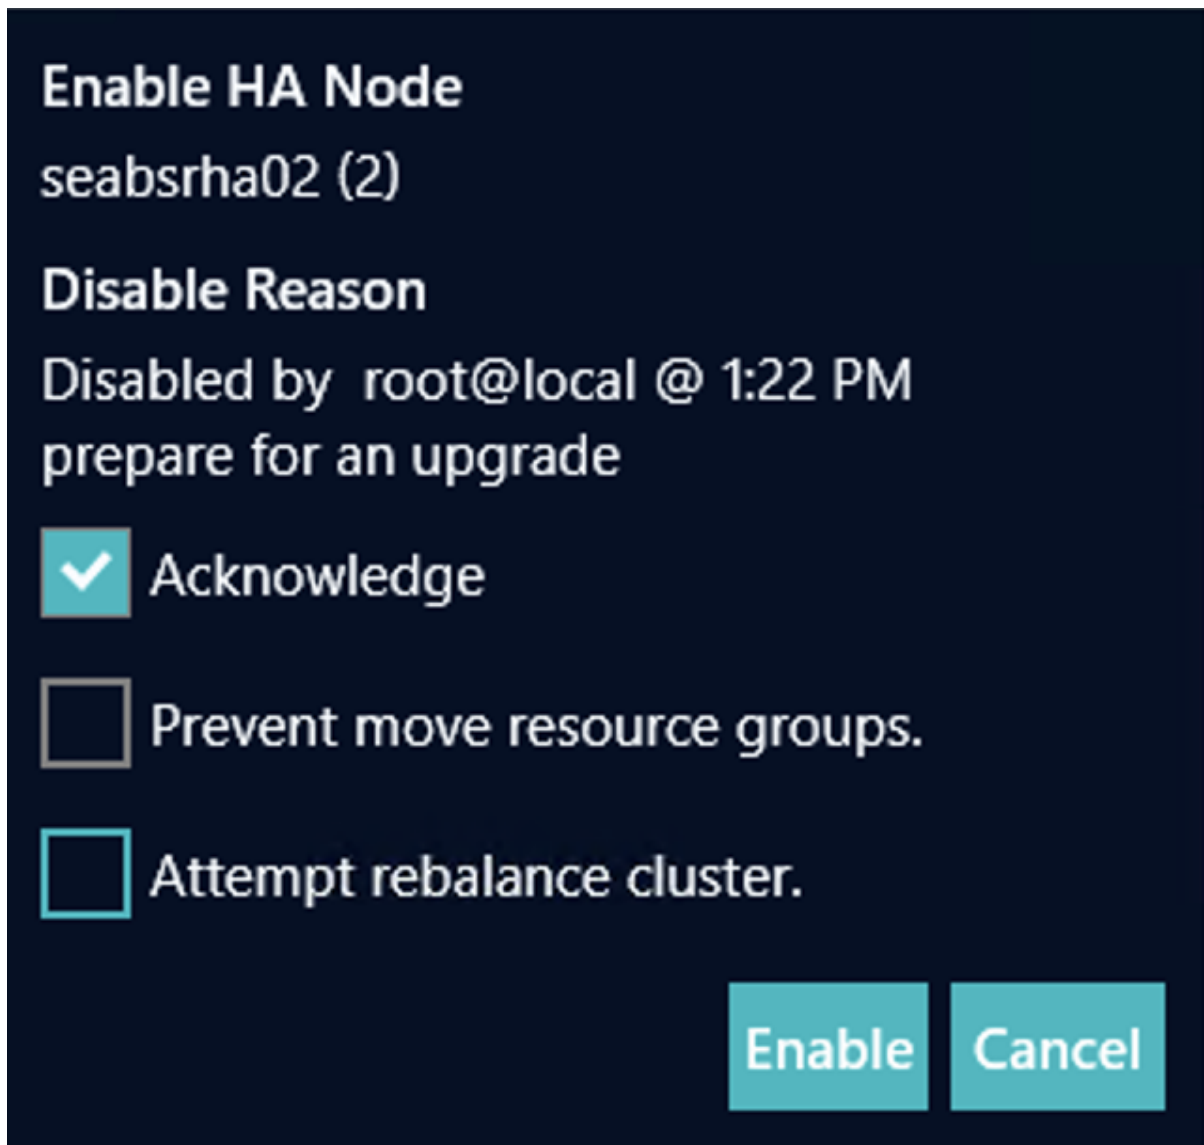 Enable HA Node
seabsrha02 (2)
Disable Reason
Disabled by  root@local @ 1:22 PM
prepare for an upgrade
Acknowledge
Prevent move resource groups.
Attempt rebalance cluster.
Enable Cancel